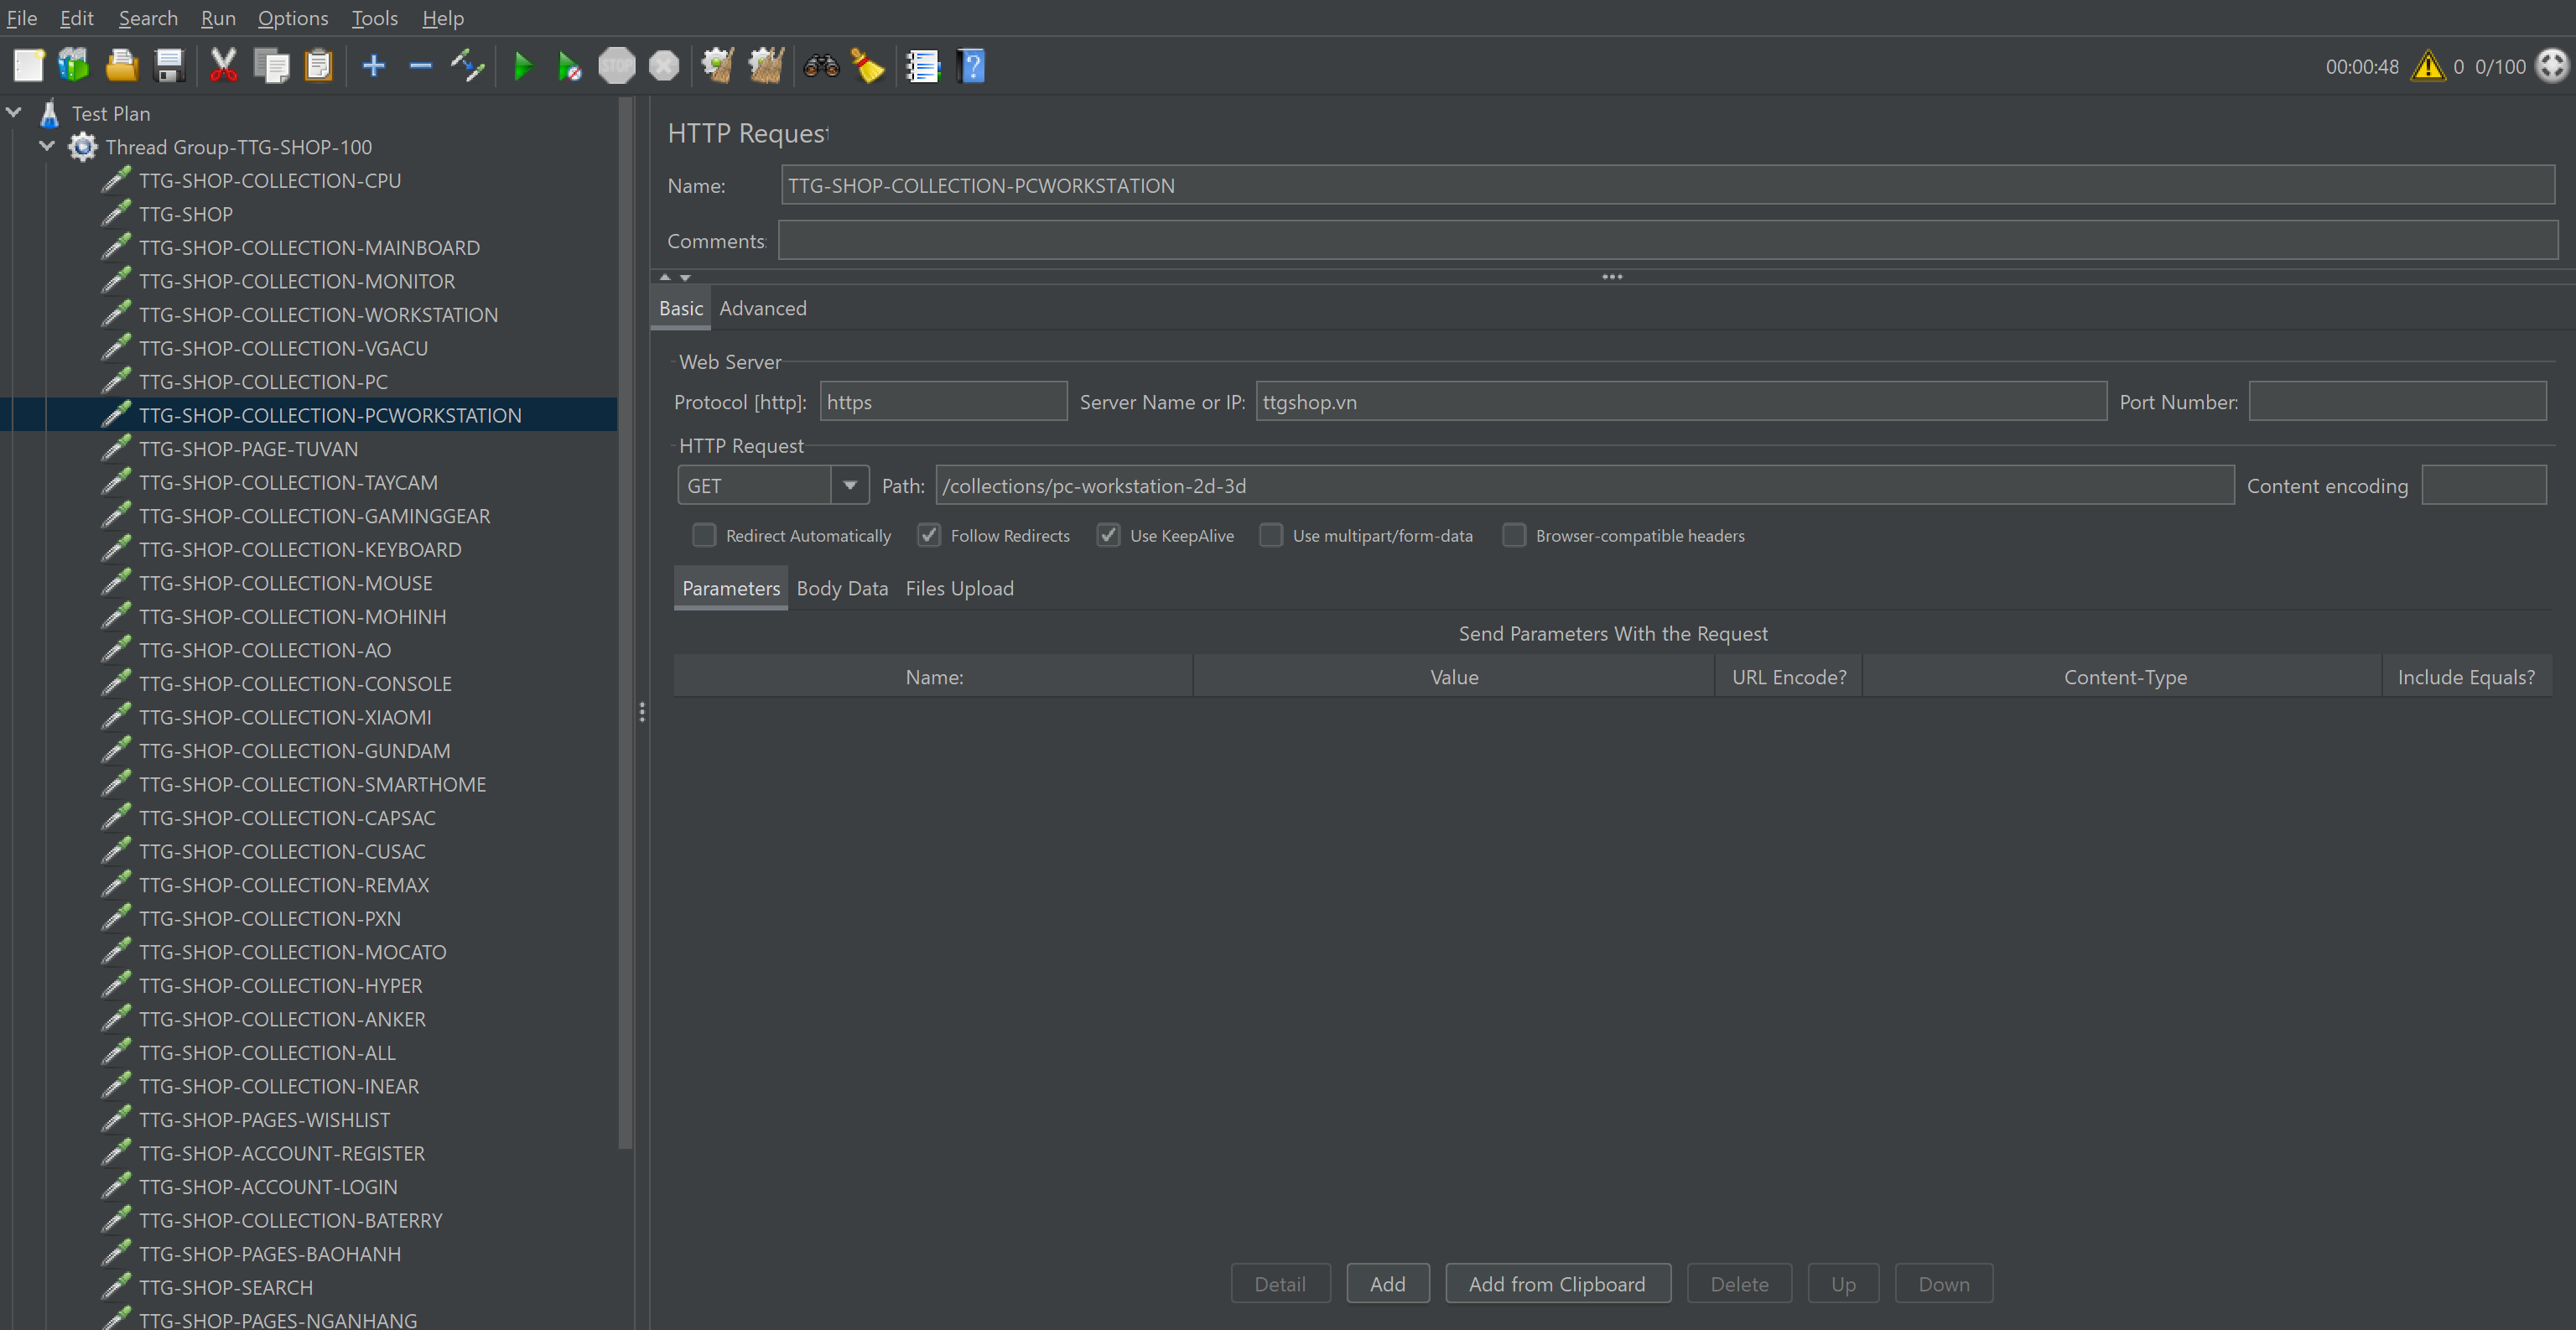 File Edit Search Run Options Tools Help
STOP
00:00:48 0 0/100
Test Plan
Thread Group-TTG-SHOP-100
TTG-SHOP-COLLECTION-CPU
TTG-SHOP
TTG-SHOP-COLLECTION-MAINBOARD
TTG-SHOP-COLLECTION-MONITOR
TTG-SHOP-COLLECTION-WORKSTATION
TTG-SHOP-COLLECTION-VGACU
TTG-SHOP-COLLECTION-PC
TTG-SHOP-COLLECTION-PCWORKSTATION
TTG-SHOP-PAGE-TUVAN
TTG-SHOP-COLLECTION-TAYCAM
TTG-SHOP-COLLECTION-GAMINGGEAR
TTG-SHOP-COLLECTION-KEYBOARD
TTG-SHOP-COLLECTION-MOUSE
TTG-SHOP-COLLECTION-MOHINH
TTG-SHOP-COLLECTION-AO
TTG-SHOP-COLLECTION-CONSOLE
TTG-SHOP-COLLECTION-XIAOMI
TTG-SHOP-COLLECTION-GUNDAM
TTG-SHOP-COLLECTION-SMARTHOME
TTG-SHOP-COLLECTION-CAPSAC
TTG-SHOP-COLLECTION-CUSAC
TTG-SHOP-COLLECTION-REMAX
TTG-SHOP-COLLECTION-PXN
TTG-SHOP-COLLECTION-MOCATO
TTG-SHOP-COLLECTION-HYPER
TTG-SHOP-COLLECTION-ANKER
TTG-SHOP-COLLECTION-ALL
TTG-SHOP-COLLECTION-INEAR
TTG-SHOP-PAGES-WISHLIST
TTG-SHOP-ACCOUNT-REGISTER
TTG-SHOP-ACCOUNT-LOGIN
TTG-SHOP-COLLECTION-BATERRY
TTG-SHOP-PAGES-BAOHANH
TTG-SHOP-SEARCH
TTG-SHOP-PAGES-NGANHANG
HTTP Request
Name: TTG-SHOP-COLLECTION-PCWORKSTATION
Comments:
Basic Advanced
Web Server
Protocol [http]: https Server Name or IP: ttgshop.vn Port Number:
HTTP Request
GET Path: /collections/pc-workstation-2d-3d Content encoding
Redirect Automatically Follow Redirects Use KeepAlive Use multipart/form-data Browser-compatible headers
Parameters Body Data Files Upload
Send Parameters With the Request
Name: Value URL Encode? Content-Type Include Equals?
Detail Add Add from Clipboard Delete Up Down